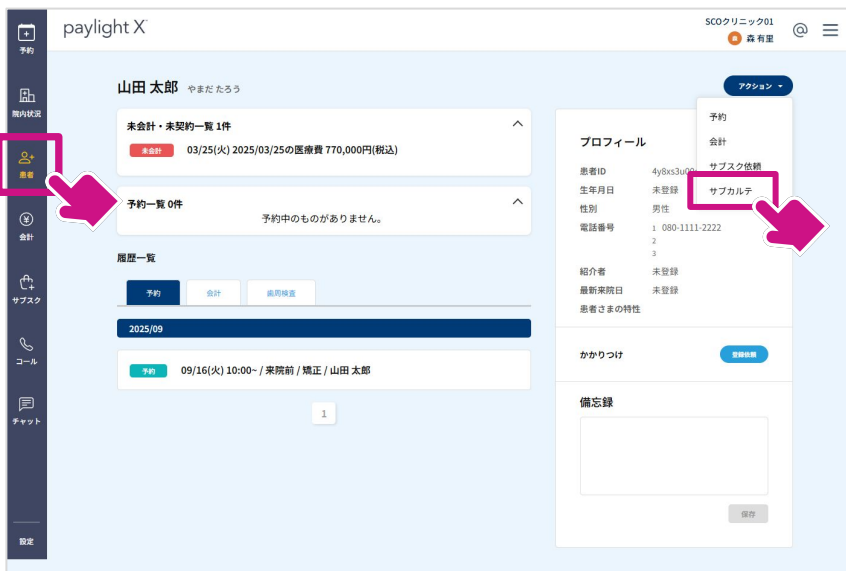 paylight X
SCOクリニック01
森 有里
予約
院内状況
患者
会計
サブスク
コール
チャット
設定
山田 太郎 やまだ たろう
アクション
予約
会計
サブスク依頼
サブカルテ
未会計・未契約一覧 1件
未会計 03/25(火) 2025/03/25の医療費 770,000円(税込)
予約一覧 0件
予約中のものがありません。
履歴一覧
予約 会計 歯周検査
2025/09
予約 09/16(火) 10:00~ / 来院前 / 矯正 / 山田 太郎
1
プロフィール
患者ID 4y8xs3u00
生年月日 未登録
性別 男性
電話番号 1 080-1111-2222
2
3
紹介者 未登録
最新来院日 未登録
患者さまの特性
かかりつけ 登録依頼
備忘録
保存